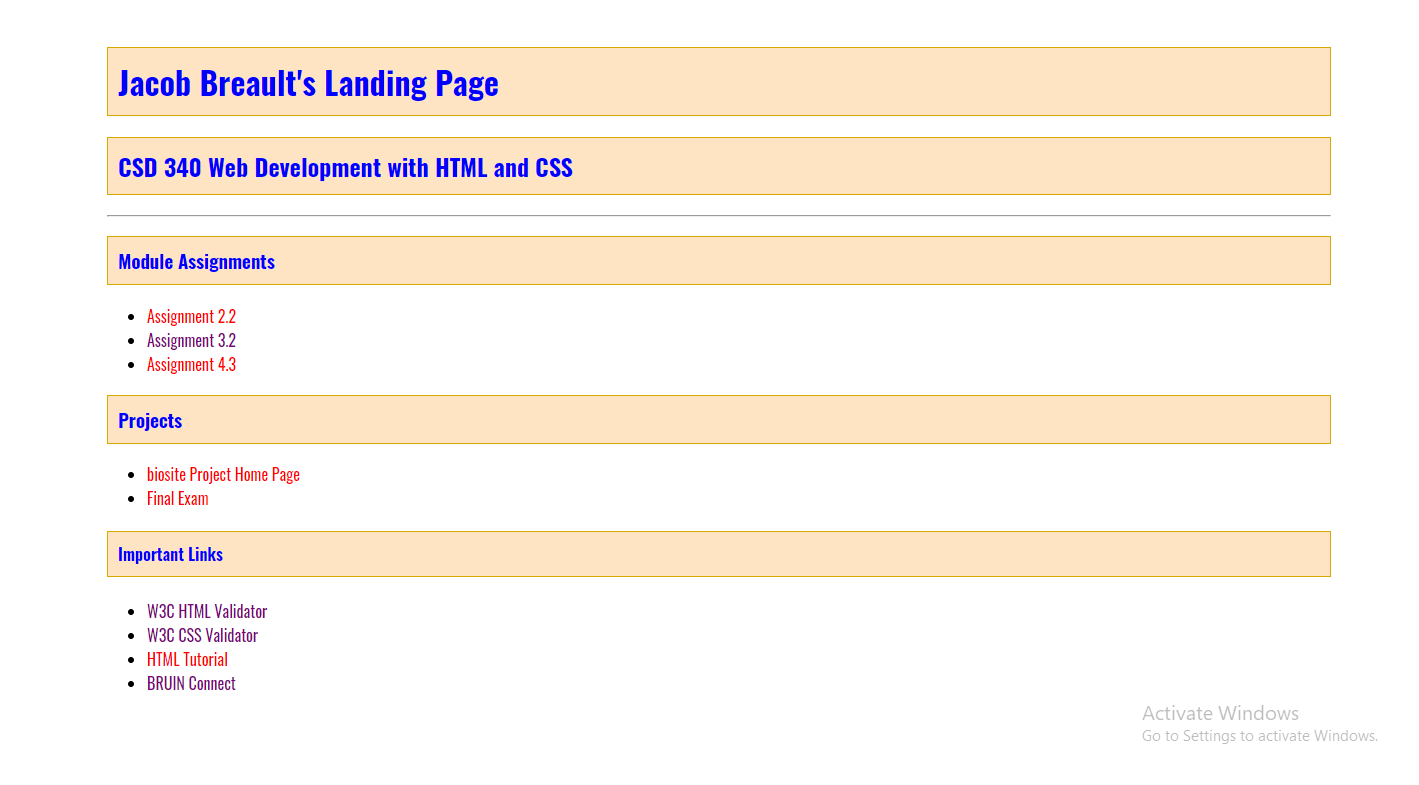 Jacob Breault's Landing Page
CSD 340 Web Development with HTML and CSS
Module Assignments
Assignment 2.2
Assignment 3.2
Assignment 4.3
Projects
biosite Project Home Page
Final Exam
Important Links
W3C HTML Validator
W3C CSS Validator
HTML Tutorial
BRUIN Connect
Activate Windows
Go to Settings to activate Windows.